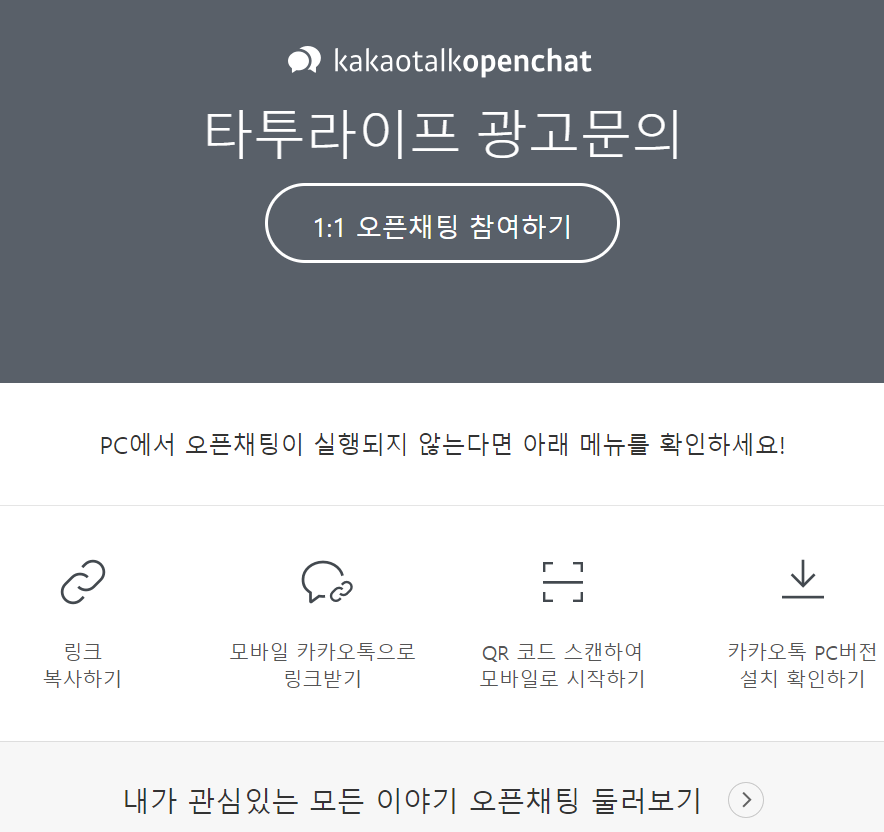 kakaotalkopenchat
타투라이프 광고문의
1:1 오픈채팅 참여하기
PC에서 오픈채팅이 실행되지 않는다면 아래 메뉴를 확인하세요!
링크
복사하기
모바일 카카오톡으로
링크받기
QR 코드 스캔하여
모바일로 시작하기
카카오톡 PC버전
설치 확인하기
내가 관심있는 모든 이야기 오픈채팅 둘러보기